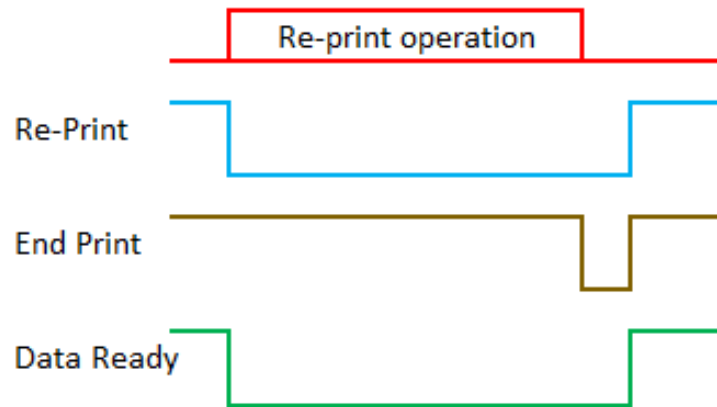 Re-print operation
Re-Print
End Print
Data Ready